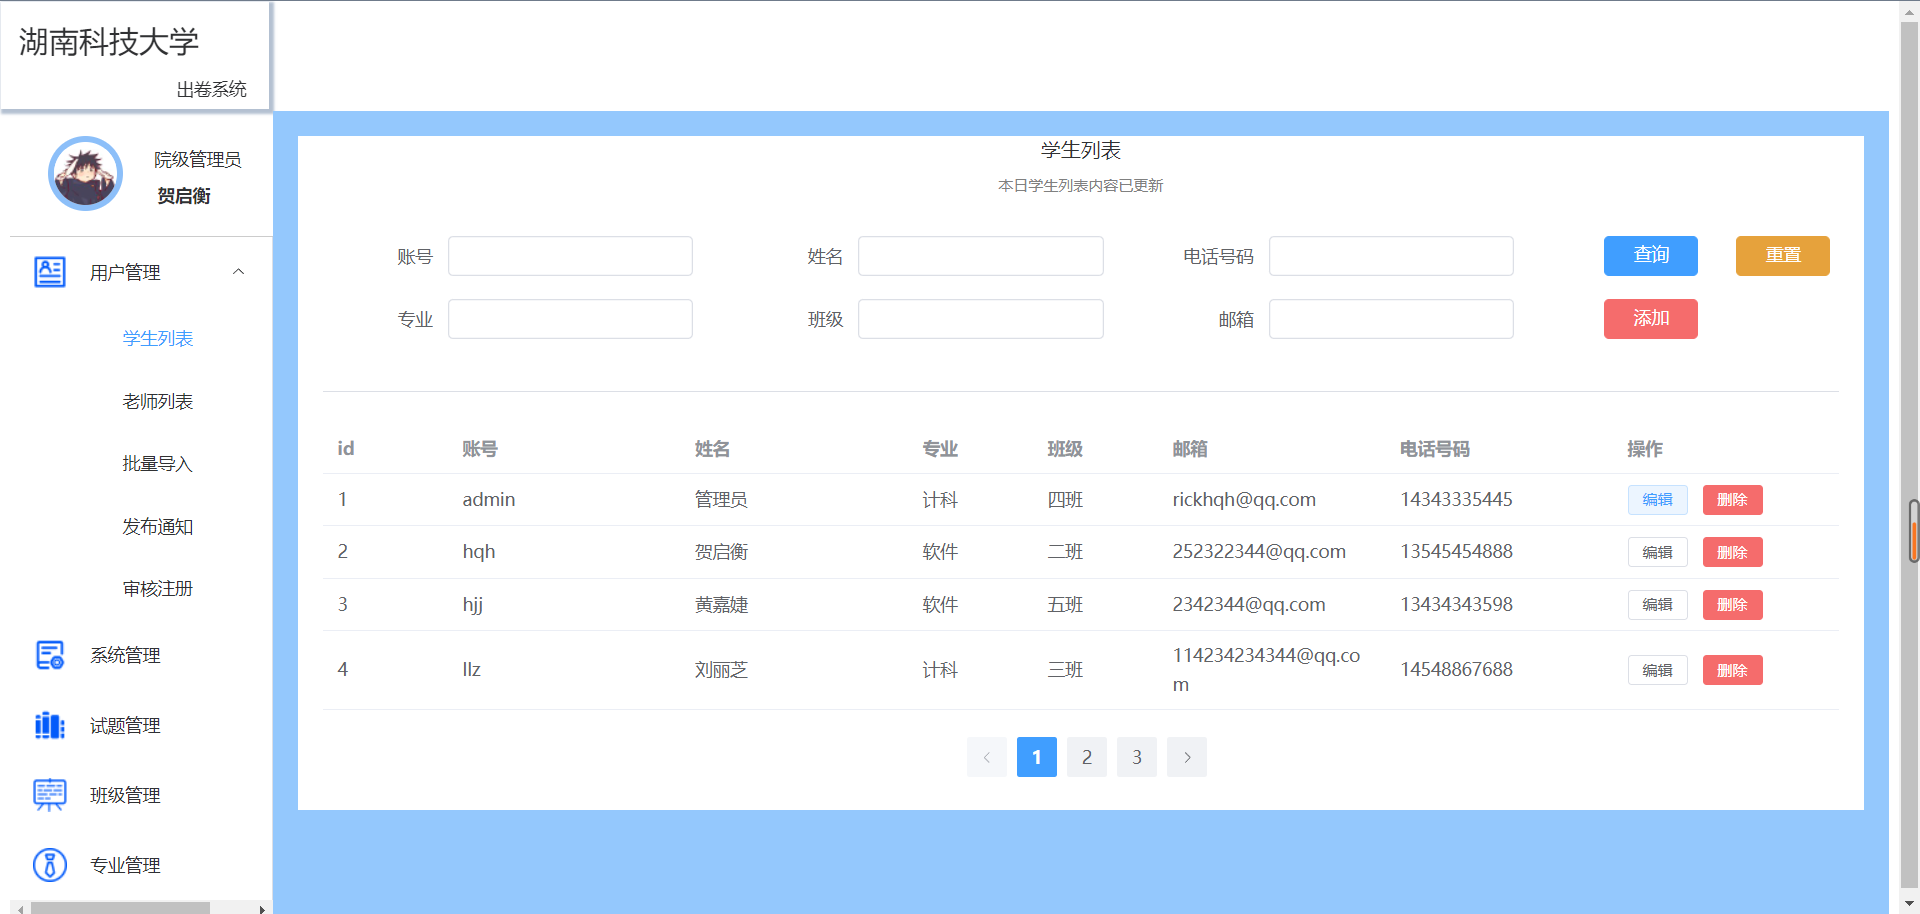 湖南科技大学
出卷系统
院级管理员
贺启衡
用户管理
学生列表
老师列表
批量导入
发布通知
审核注册
系统管理
试题管理
班级管理
专业管理
学生列表
本日学生列表内容已更新
账号 姓名 电话号码 查询 重置
专业 班级 邮箱 添加
id 账号 姓名 专业 班级 邮箱 电话号码 操作
1 admin 管理员 计科 四班 rickhqh@qq.com 14343335445 编辑 删除
2 hqh 贺启衡 软件 二班 252322344@qq.com 13545454888 编辑 删除
3 hjj 黄嘉婕 软件 五班 2342344@qq.com 13434343598 编辑 删除
4 llz 刘丽芝 计科 三班 114234234344@qq.co 14548867688 编辑 删除
m
1 2 3